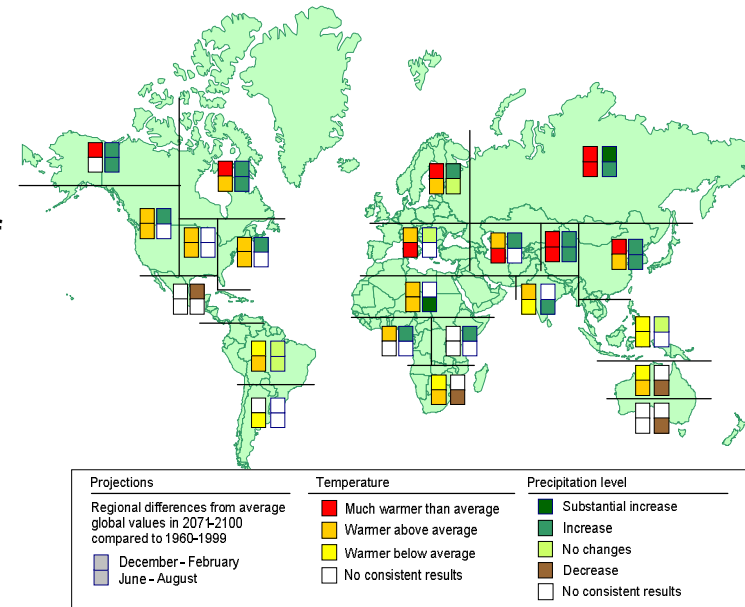 Projections
Regional differences from average
global values in 2071-2100
compared to 1960-1999
December - February
June - August
Temperature
Much warmer than average
Warmer above average
Warmer below average
No consistent results
Precipitation level
Substantial increase
Increase
No changes
Decrease
No consistent results